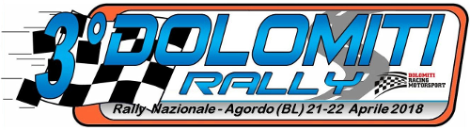 3° DOLOMITI
RALLY
DOLOMITI
RACING
MOTORSPORT
Rally Nazionale - Agordo (BL) 21-22 Aprile 2018